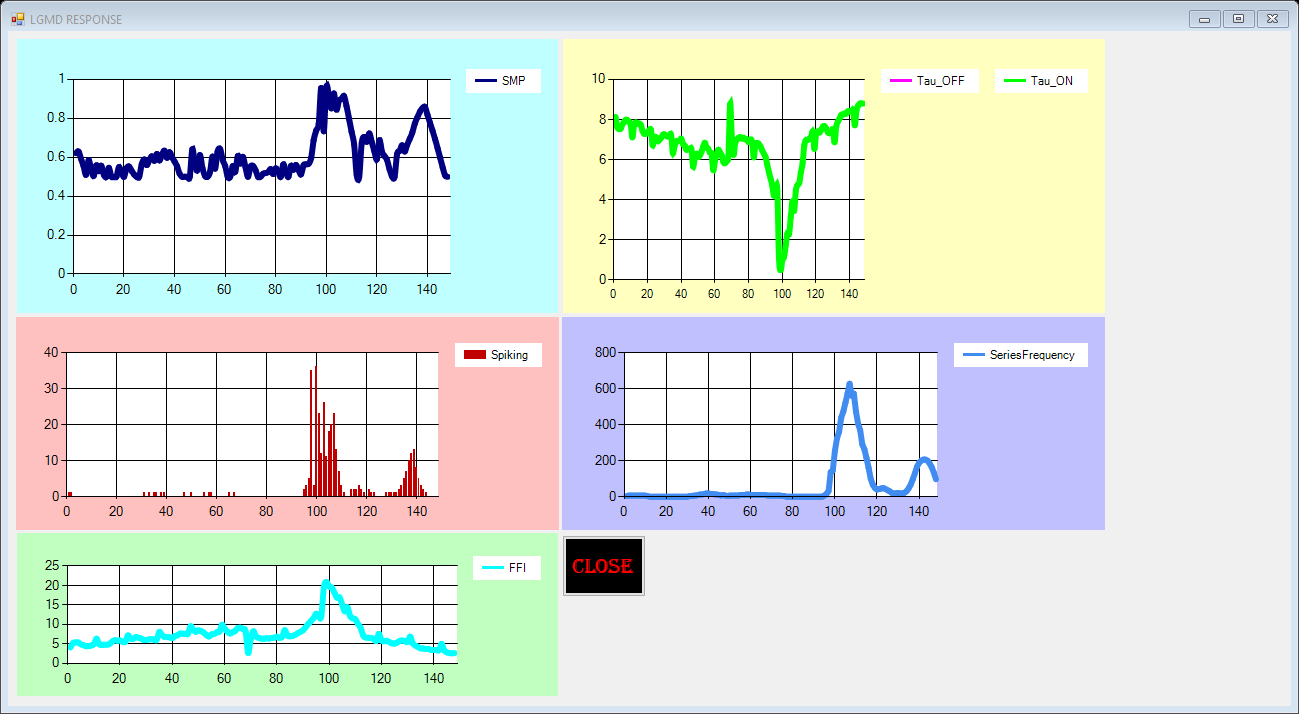 LGMD RESPONSE
1
0.8
0.6
0.4
0.2
0
0 20 40 60 80 100 120 140
SMP
10
8
6
4
2
0
0 20 40 60 80 100 120 140
Tau_OFF Tau_ON
40
30
20
10
0
0 20 40 60 80 100 120 140
Spiking
800
600
400
200
0
0 20 40 60 80 100 120 140
SeriesFrequency
25
20
15
10
5
0
0 20 40 60 80 100 120 140
FFI
CLOSE